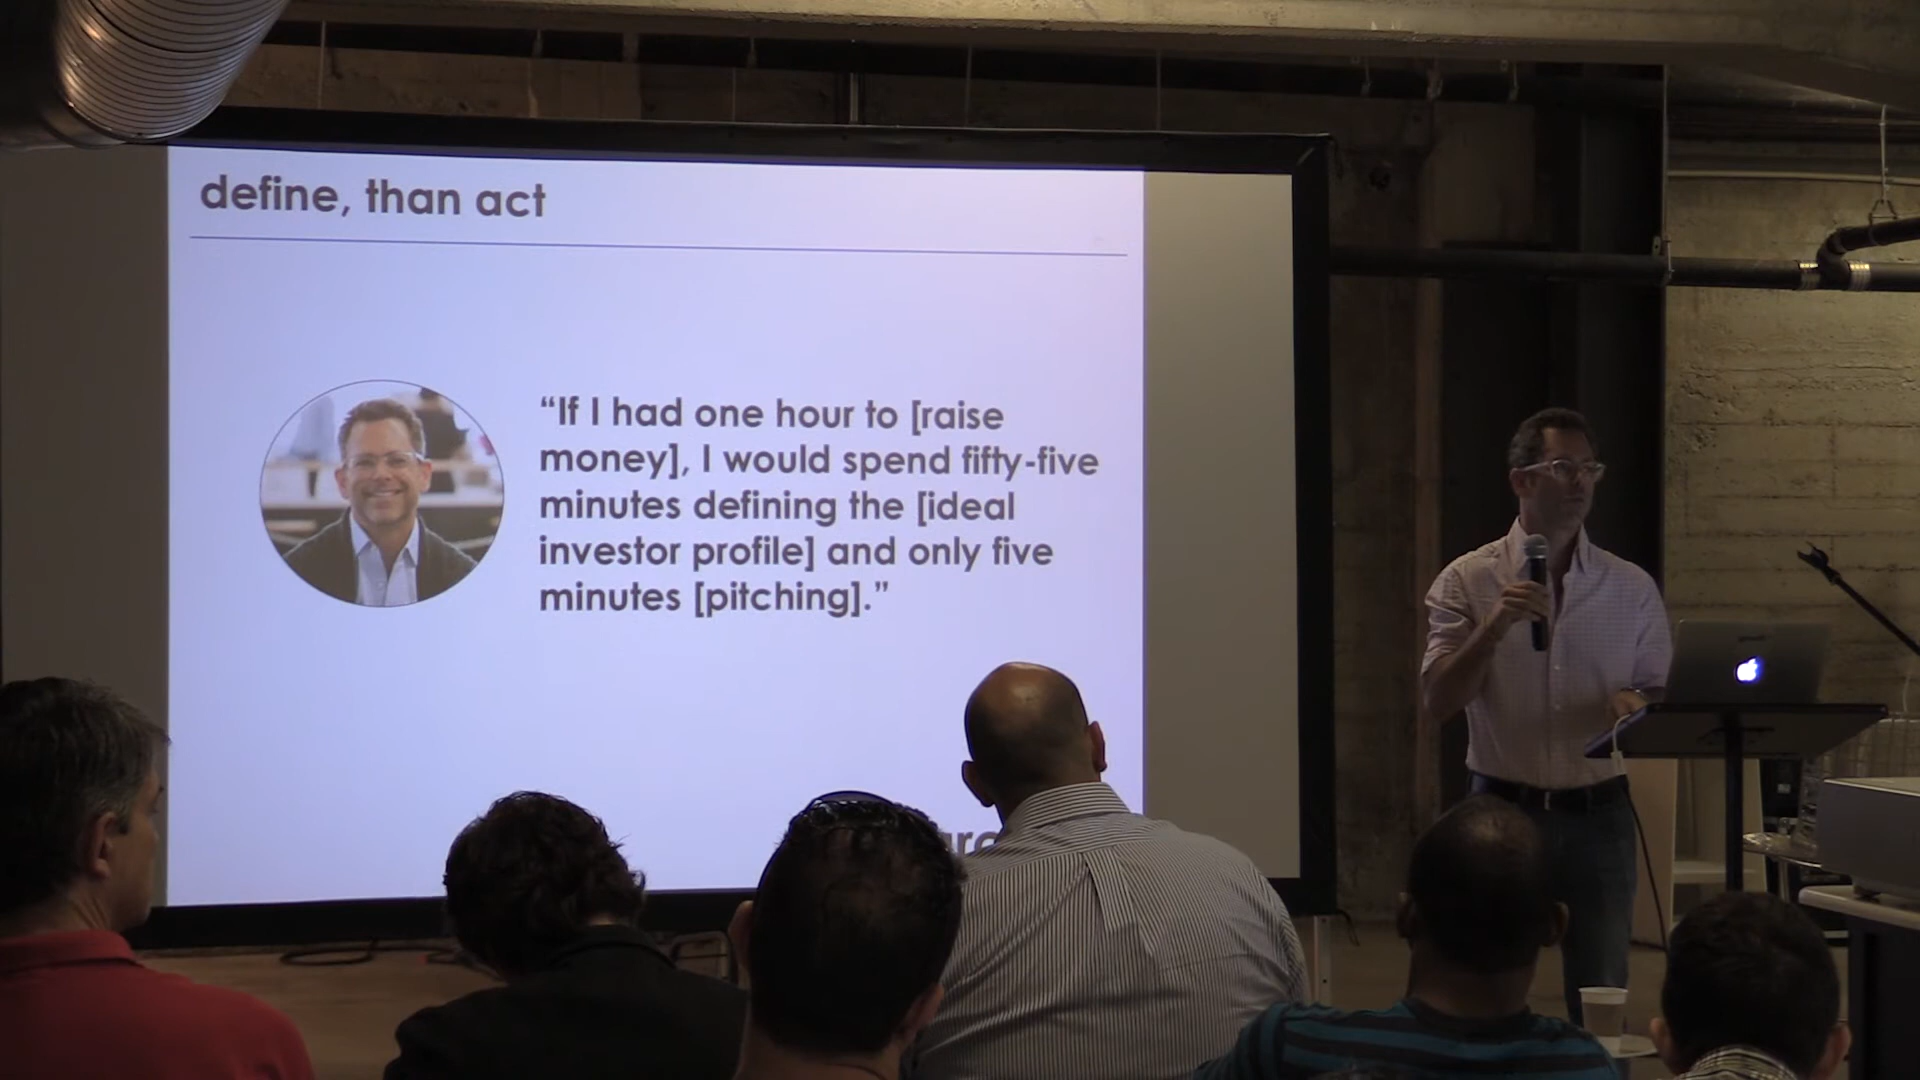 define, than act
“If I had one hour to [raise
money], I would spend fifty-five
minutes defining the [ideal
investor profile] and only five
minutes [pitching].”